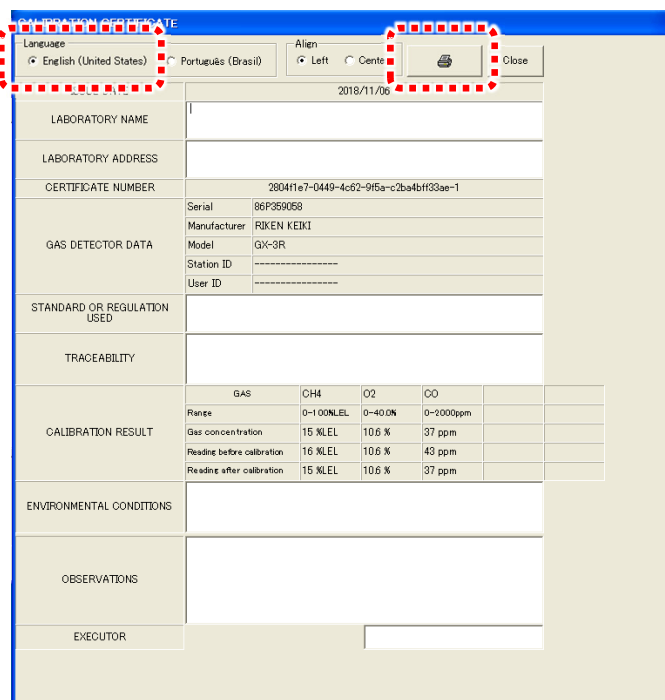 CALIBRATION CERTIFICATE
Language
English (United States) Português (Brasil)
Align
Left Center
Close
ISSUE DATE 2018/11/06
LABORATORY NAME
LABORATORY ADDRESS
CERTIFICATE NUMBER 2804f1e7-0449-4c62-9f5a-c2ba4bff33ae-1
GAS DETECTOR DATA
Serial 86P359058
Manufacturer RIKEN KEIKI
Model GX-3R
Station ID ----------------
User ID ----------------
STANDARD OR REGULATION
USED
TRACEABILITY
CALIBRATION RESULT
GAS CH4 O2 CO
Range 0-100%LEL 0-40.0% 0-2000ppm
Gas concentration 15 %LEL 10.6 % 37 ppm
Reading before calibration 16 %LEL 10.6 % 43 ppm
Reading after calibration 15 %LEL 10.6 % 37 ppm
ENVIRONMENTAL CONDITIONS
OBSERVATIONS
EXECUTOR